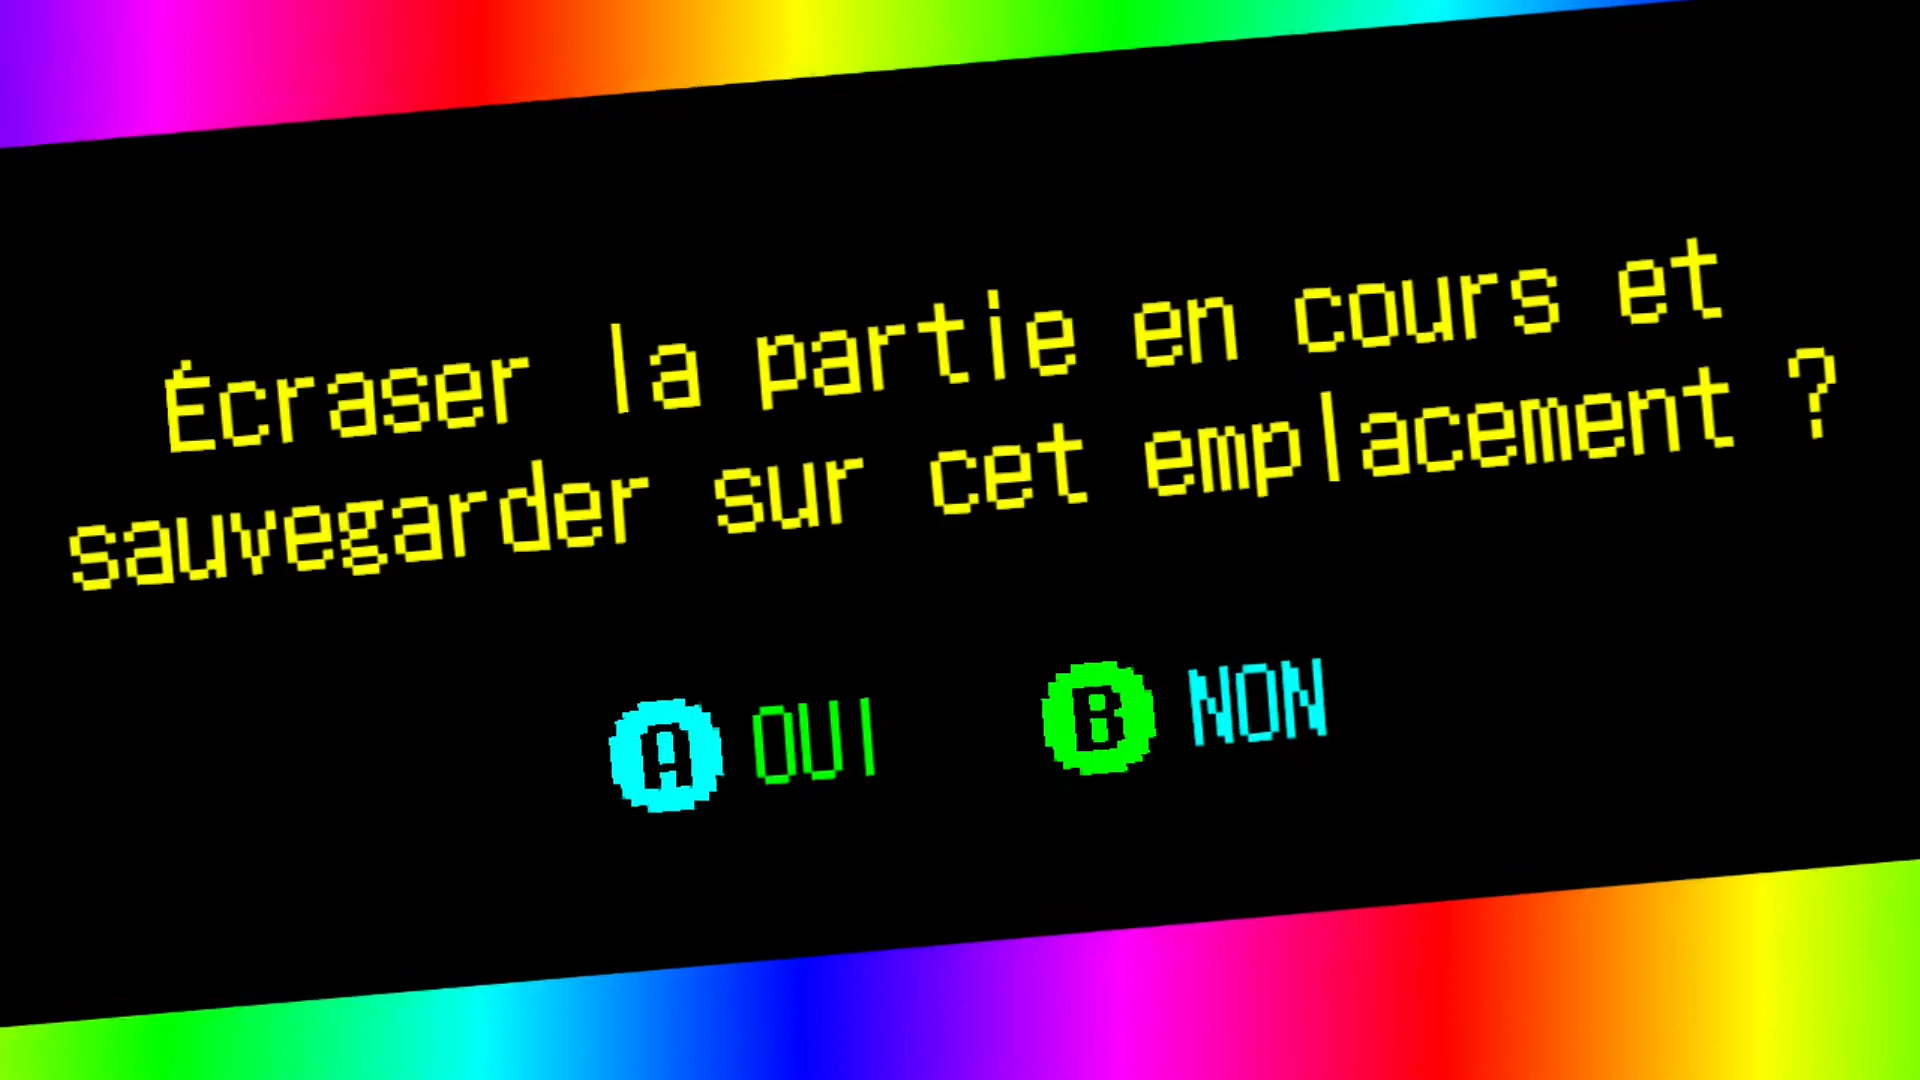 Écraser la partie en cours et
sauvegarder sur cet emplacement ?
A OUI B NON